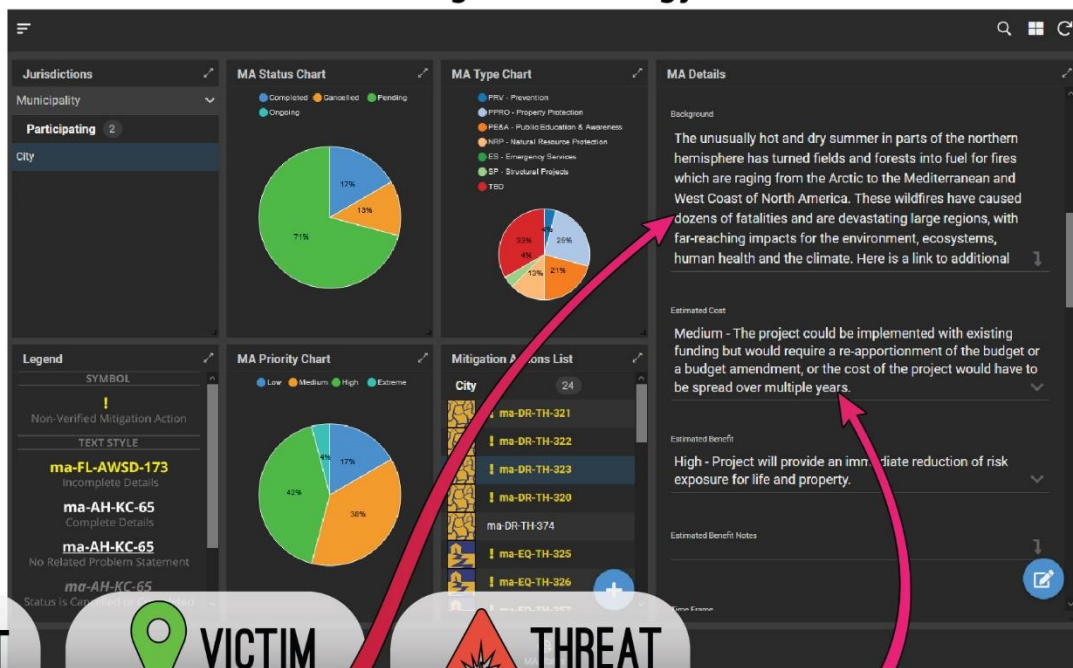 Jurisdictions
Municipality
Participating 2
City
MA Status Chart
Completed Cancelled Pending
Ongoing
17%
13%
71%
MA Type Chart
PRV - Prevention
PPRO - Property Protection
PE&A - Public Education & Awareness
NRP - Natural Resource Protection
ES - Emergency Services
SP - Structural Projects
TBD
33%
4%
25%
4%
13%
21%
MA Details
Background
The unusually hot and dry summer in parts of the northern
hemisphere has turned fields and forests into fuel for fires
which are raging from the Arctic to the Mediterranean and
West Coast of North America. These wildfires have caused
dozens of fatalities and are devastating large regions, with
far-reaching impacts for the environment, ecosystems,
human health and the climate. Here is a link to additional
Estimated Cost
Medium - The project could be implemented with existing
funding but would require a re-apportionment of the budget or
a budget amendment, or the cost of the project would have to
be spread over multiple years.
Estimated Benefit
High - Project will provide an immediate reduction of risk
exposure for life and property.
Estimated Benefit Notes
Time Frame
Legend
SYMBOL
!
Non-Verified Mitigation Action
TEXT STYLE
ma-FL-AWSD-173
Incomplete Details
ma-AH-KC-65
Complete Details
ma-AH-KC-65
No Related Problem Statement
ma-AH-KC-65
Status is
MA Priority Chart
Low Medium High Extreme
4%
17%
42%
38%
Mitigation Actions List
City 24
! ma-DR-TH-321
! ma-DR-TH-322
! ma-DR-TH-323
! ma-DR-TH-320
ma-DR-TH-374
! ma-EQ-TH-325
! ma-EQ-TH-326
VICTIM
THREAT